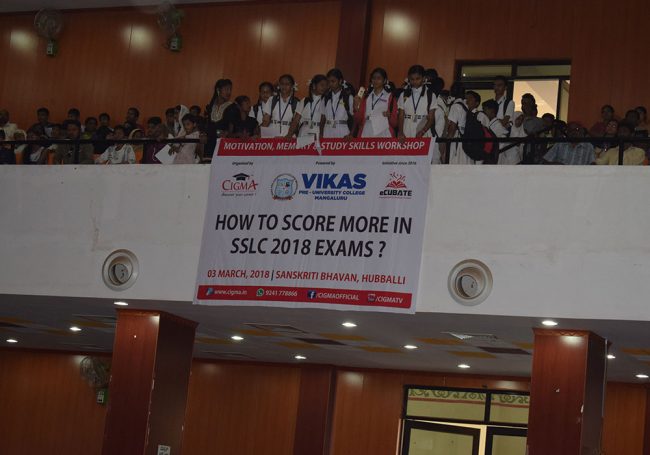 MOTIVATION, MEMORY & STUDY SKILLS WORKSHOP
Organised by Powered by Initiative since 2016
CIGMA VIKAS eCUBATE
PRE - UNIVERSITY COLLEGE
MANGALURU
HOW TO SCORE MORE IN
SSLC 2018 EXAMS ?
03 MARCH, 2018 | SANSKRITI BHAVAN, HUBBALLI
www.cigma.in 9241 778866 /CIGMAOFFICIAL /CIGMATV